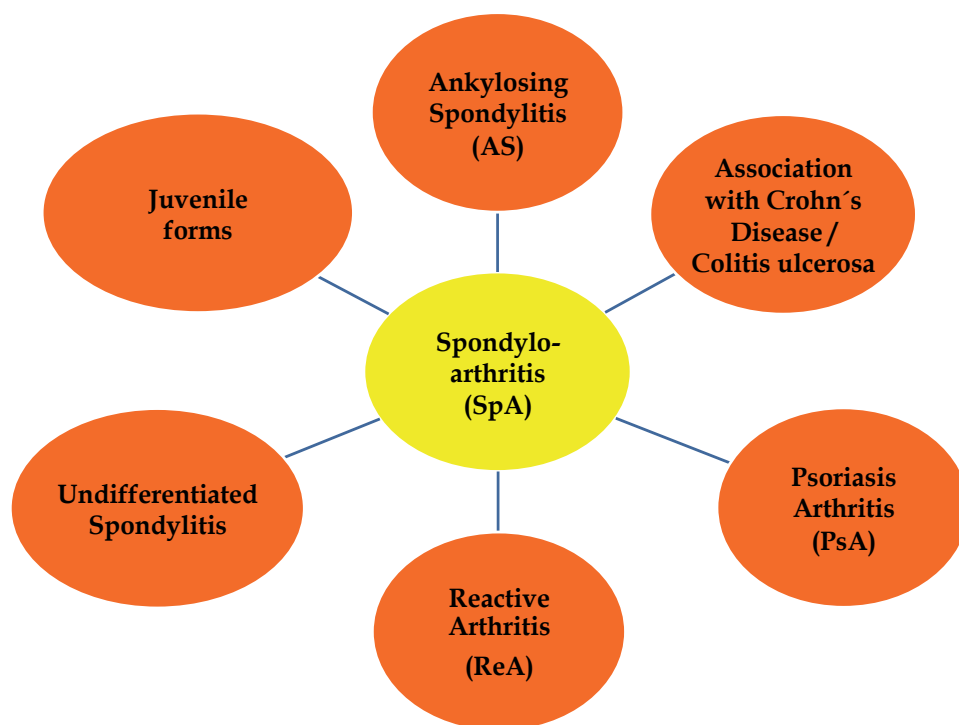 Ankylosing
Spondylitis
(AS)
Association
with Crohn´s
Disease /
Colitis ulcerosa
Juvenile
forms
Spondylo-
arthritis
(SpA)
Undifferentiated
Spondylitis
Psoriasis
Arthritis
(PsA)
Reactive
Arthritis
(ReA)